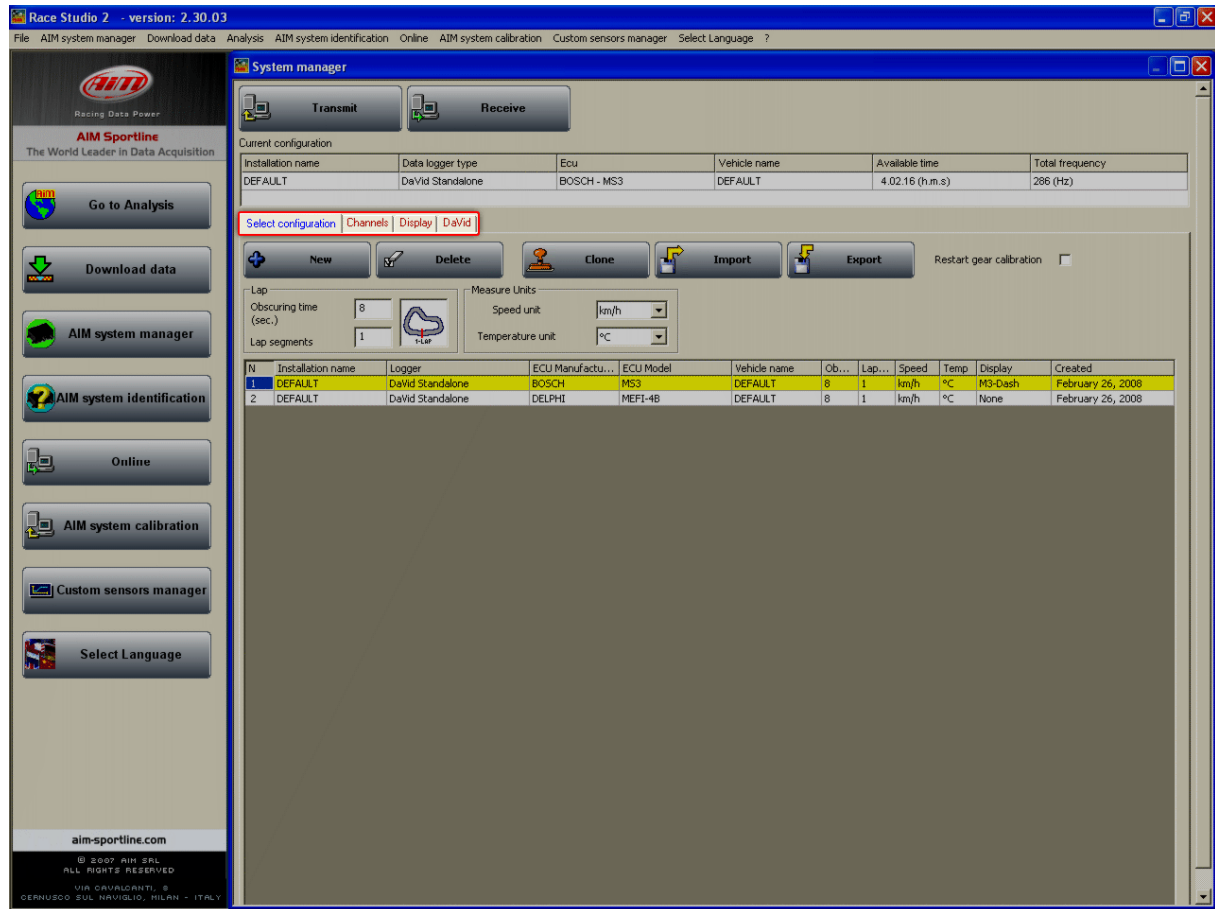 Race Studio 2 - version: 2.30.03
File AIM system manager Download data Analysis AIM system identification Online AIM system calibration Custom sensors manager Select Language ?
AIM
Racing Data Power
AIM Sportline
The World Leader in Data Acquisition
Go to Analysis
Download data
AIM system manager
AIM system identification
Online
AIM system calibration
Custom sensors manager
Select Language
aim-sportline.com
© 2007 AIM SRL
ALL RIGHTS RESERVED
VIA CAVALCANTI, 8
CERNUSCO SUL NAVIGLIO, MILAN - ITALY
System manager
Transmit Receive
Current configuration
Installation name Data logger type Ecu Vehicle name Available time Total frequency
DEFAULT DaVid Standalone BOSCH - MS3 DEFAULT 4.02.16 (h.m.s) 286 (Hz)
Select configuration Channels Display DaVid
New Delete Clone Import Export Restart gear calibration
Lap Measure Units
Obscuring time (sec.) 8 Speed unit km/h
Lap segments 1 1-LAP Temperature unit °C
N Installation name Logger ECU Manufactu... ECU Model Vehicle name Ob... Lap... Speed Temp Display Created
1 DEFAULT DaVid Standalone BOSCH MS3 DEFAULT 8 1 km/h °C M3-Dash February 26, 2008
2 DEFAULT DaVid Standalone DELPHI MEFI-4B DEFAULT 8 1 km/h °C None February 26, 2008